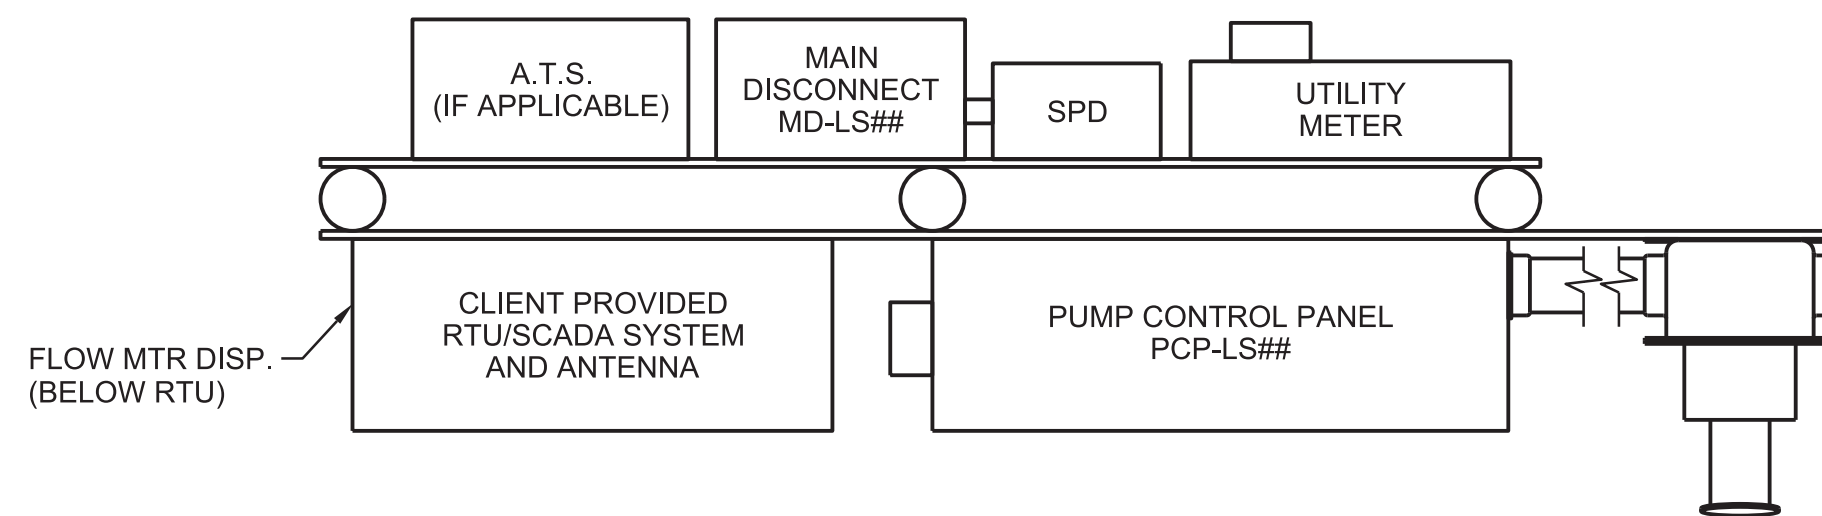 A.T.S.
(IF APPLICABLE)
MAIN
DISCONNECT
MD-LS##
SPD
UTILITY
METER
CLIENT PROVIDED
RTU/SCADA SYSTEM
AND ANTENNA
PUMP CONTROL PANEL
PCP-LS##
FLOW MTR DISP.
(BELOW RTU)